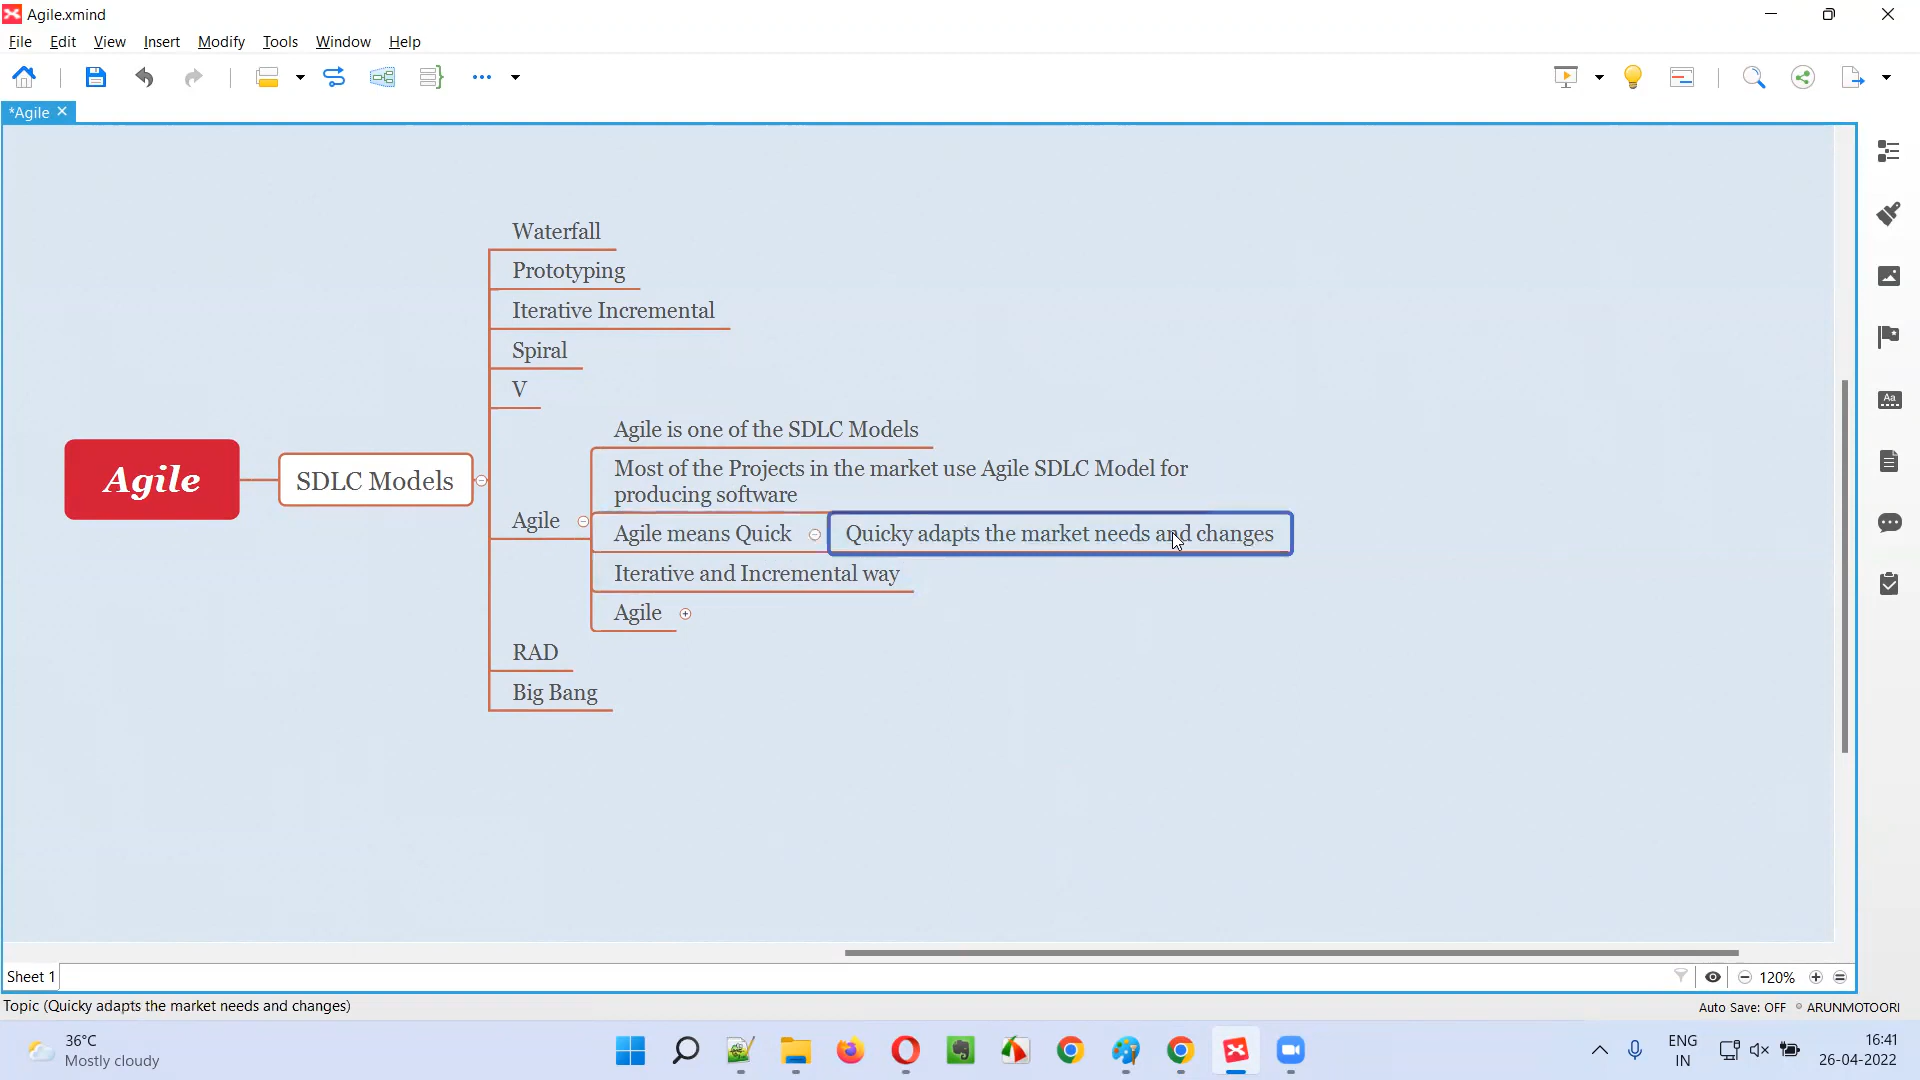 Agile.xmind
File Edit View Insert Modify Tools Window Help
*Agile
Waterfall
Prototyping
Iterative Incremental
Spiral
V
Agile is one of the SDLC Models
Most of the Projects in the market use Agile SDLC Model for
producing software
Agile
SDLC Models
Agile
Agile means Quick
Quicky adapts the market needs and changes
Iterative and Incremental way
Agile
RAD
Big Bang
Aa
Sheet 1
120%
Topic (Quicky adapts the market needs and changes)
Auto Save: OFF
ARUNMOTOORI
36°C
Mostly cloudy
ENG
IN
16:41
26-04-2022